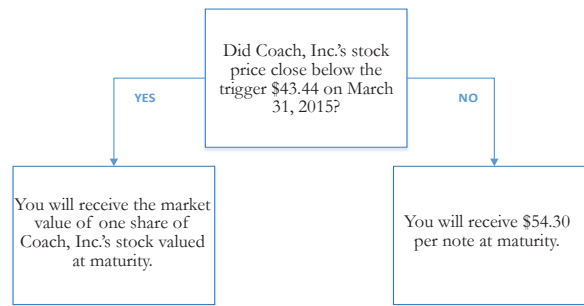 Did Coach, Inc.'s stock
price close below the
trigger $43.44 on March
31, 2015?
YES
NO
You will receive the market
value of one share of
Coach, Inc.'s stock valued
at maturity.
You will receive $54.30
per note at maturity.